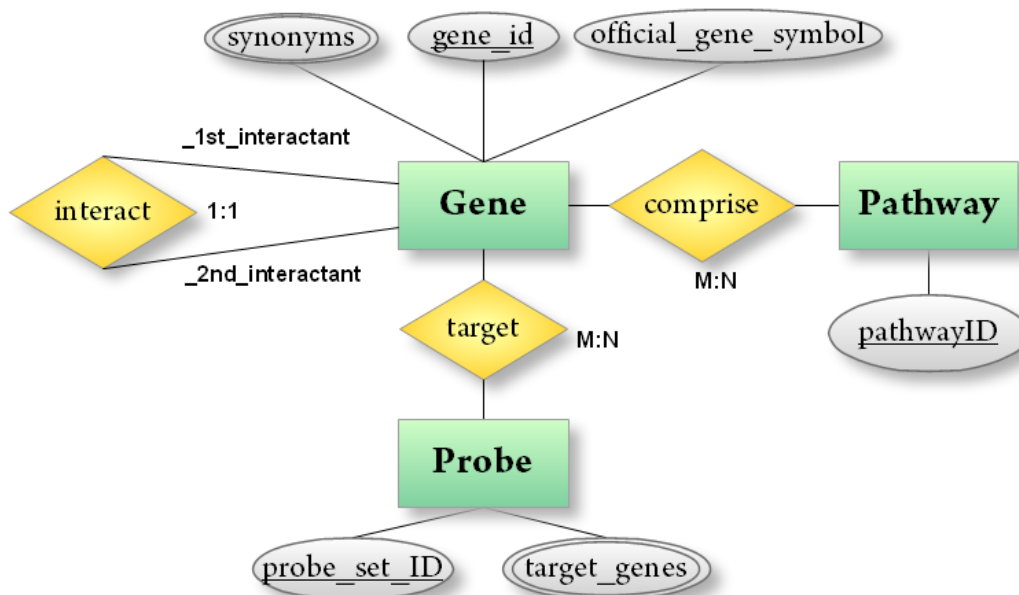 synonyms
gene_id
official_gene_symbol
_1st_interactant
interact
1:1
Gene
comprise
Pathway
_2nd_interactant
M:N
target
M:N
pathwayID
Probe
probe_set_ID
target_genes